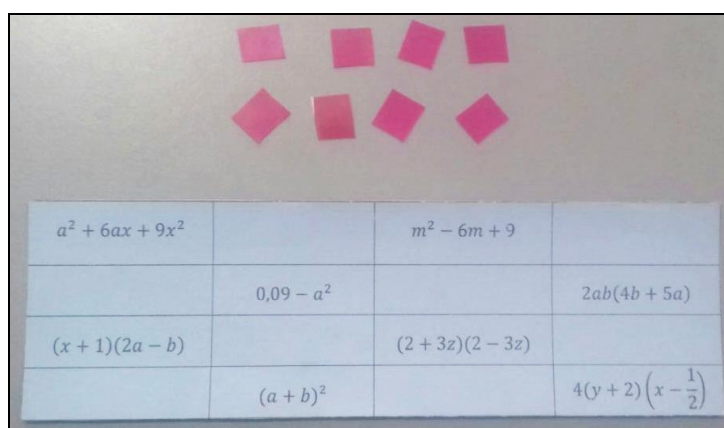 a² + 6ax + 9x² m² − 6m + 9
0,09 − a² 2ab(4b + 5a)
(x + 1)(2a − b) (2 + 3z)(2 − 3z)
(a + b)² 4(y + 2)(x − 1/2)